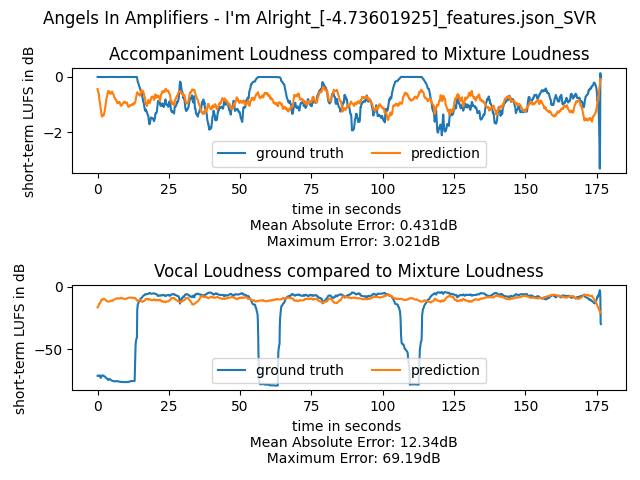 Angels In Amplifiers - I'm Alright_[-4.73601925]_features.json_SVR
Accompaniment Loudness compared to Mixture Loudness
short-term LUFS in dB
0
−2
ground truth
prediction
0
25
50
75
100
125
150
175
time in seconds
Mean Absolute Error: 0.431dB
Maximum Error: 3.021dB
Vocal Loudness compared to Mixture Loudness
short-term LUFS in dB
0
−50
ground truth
prediction
0
25
50
75
100
125
150
175
time in seconds
Mean Absolute Error: 12.34dB
Maximum Error: 69.19dB